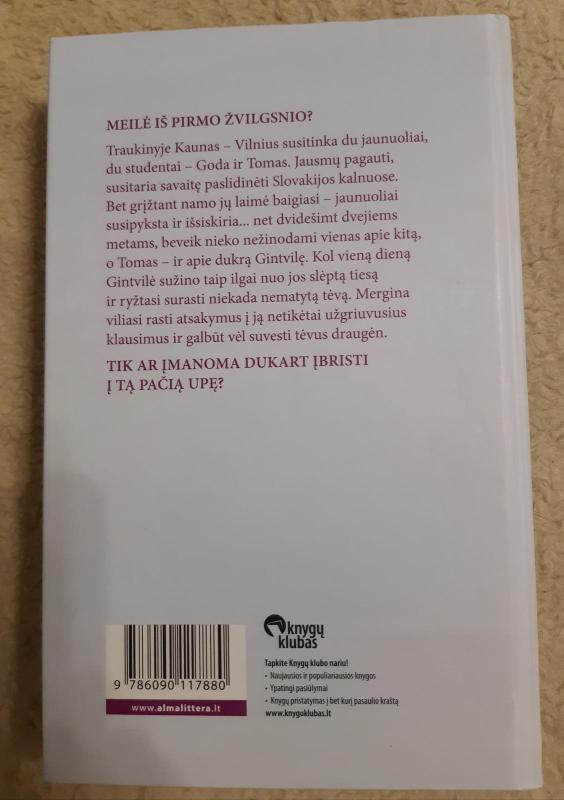 MEILĖ IŠ PIRMO ŽVILGSNIO?
Traukinyje Kaunas – Vilnius susitinka du jaunuoliai,
du studentai – Goda ir Tomas. Jausmų pagauti,
susitaria savaitę paslidinėti Slovakijos kalnuose.
Bet grįžtant namo jų laimė baigiasi – jaunuoliai
susipyksta ir išsiskiria... net dvidešimt dvejiems
metams, beveik nieko nežinodami vienas apie kitą,
o Tomas – ir apie dukrą Gintvilę. Kol vieną dieną
Gintvilė sužino taip ilgai nuo jos slėptą tiesą
ir ryžtasi surasti niekada nematytą tėvą. Mergina
viliasi rasti atsakymus į ją netikėtai užgriuvusius
klausimus ir galbūt vėl suvesti tėvus draugėn.
TIK AR ĮMANOMA DUKART ĮBRISTI
Į TĄ PAČIĄ UPĘ?
9 786090 117880
www.almalittera.lt
knygų
klubas
Tapkite Knygų klubo nariu!
• Naujausios ir populiariausios knygos
• Ypatingi pasiūlymai
• Knygų pristatymas į bet kurį pasaulio kraštą
www.knyguklubas.lt